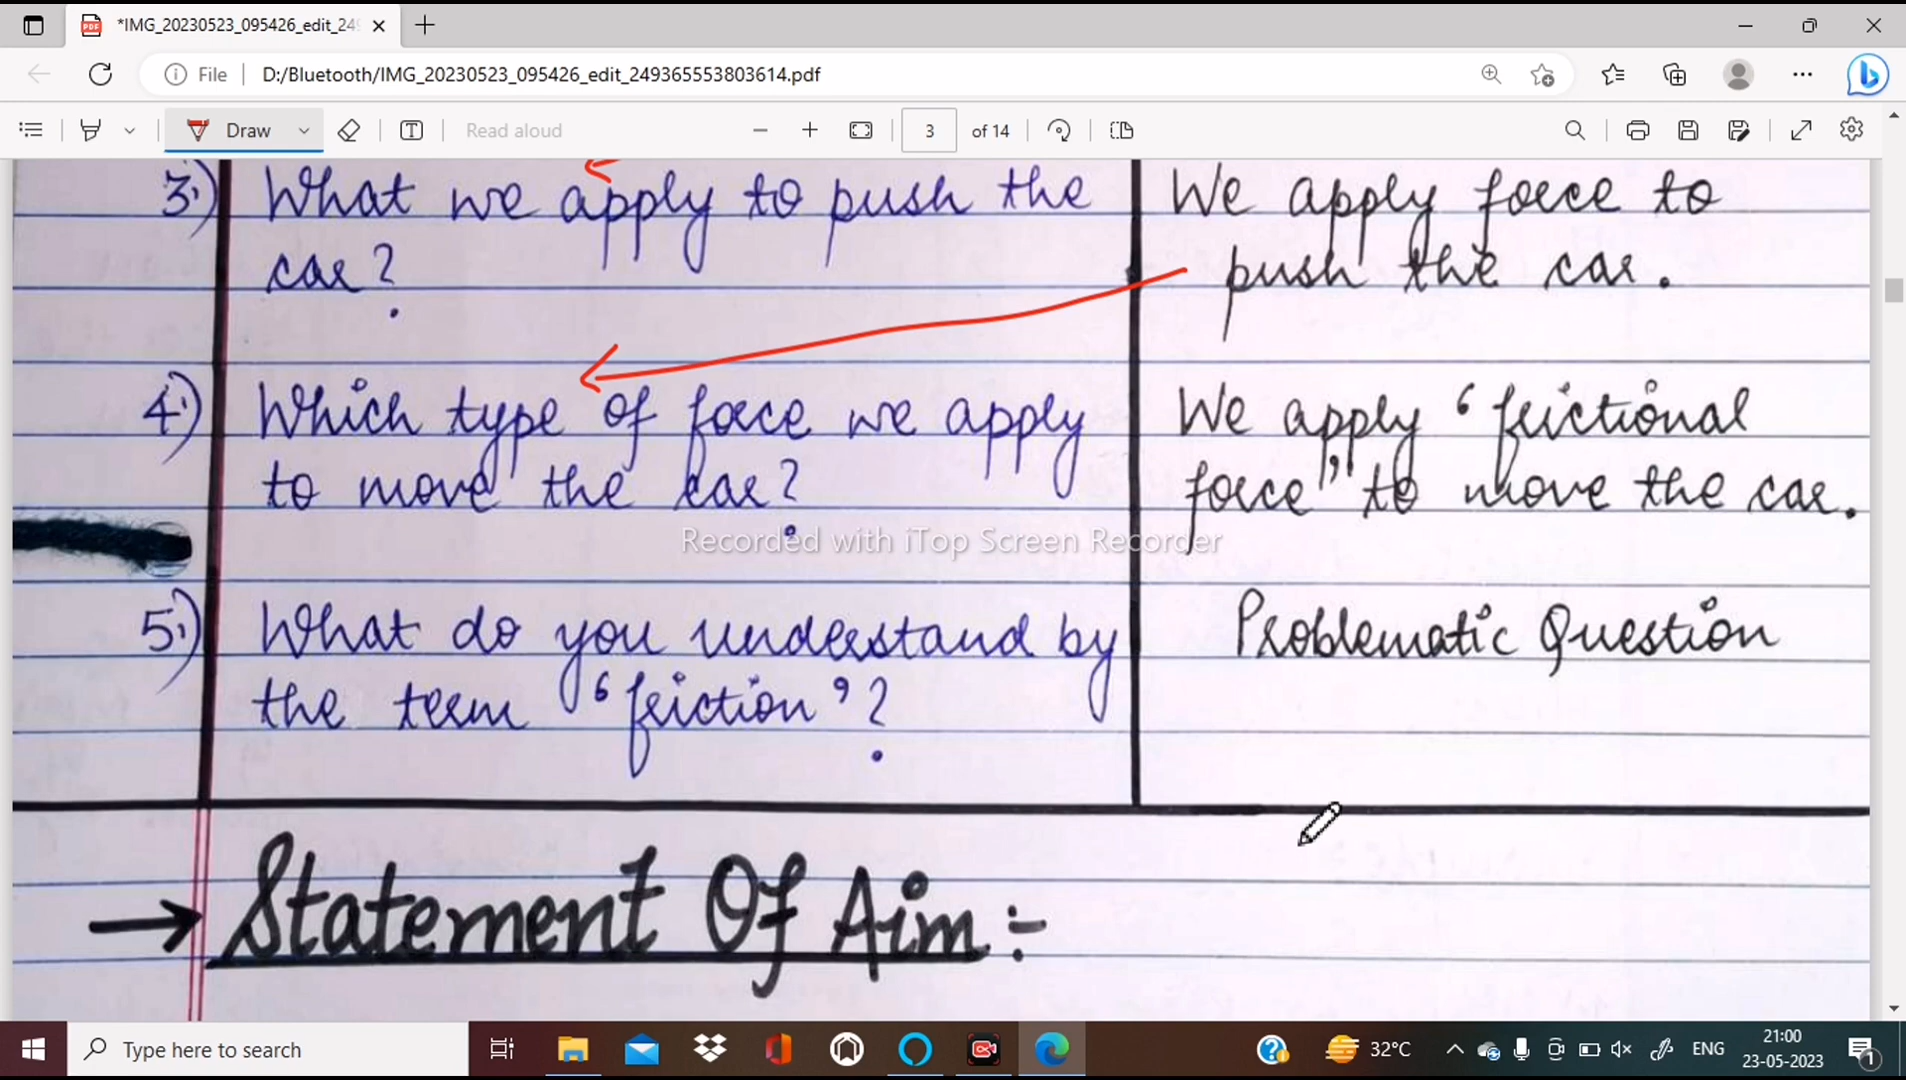 *IMG_20230523_095426_edit_249
File
D:/Bluetooth/IMG_20230523_095426_edit_249365553803614.pdf
Draw
Read aloud
3
of 14
3.) What we apply to push the
car?
We apply force to
push the car.
4.) Which type of force we apply
to move the car?
We apply ‘frictional
force’ to move the car.
Recorded with iTop Screen Recorder
5.) What do you understand by
the term ‘friction’?
Problematic Question
→ Statement Of Aim :-
Type here to search
32°C
ENG
21:00
23-05-2023
1